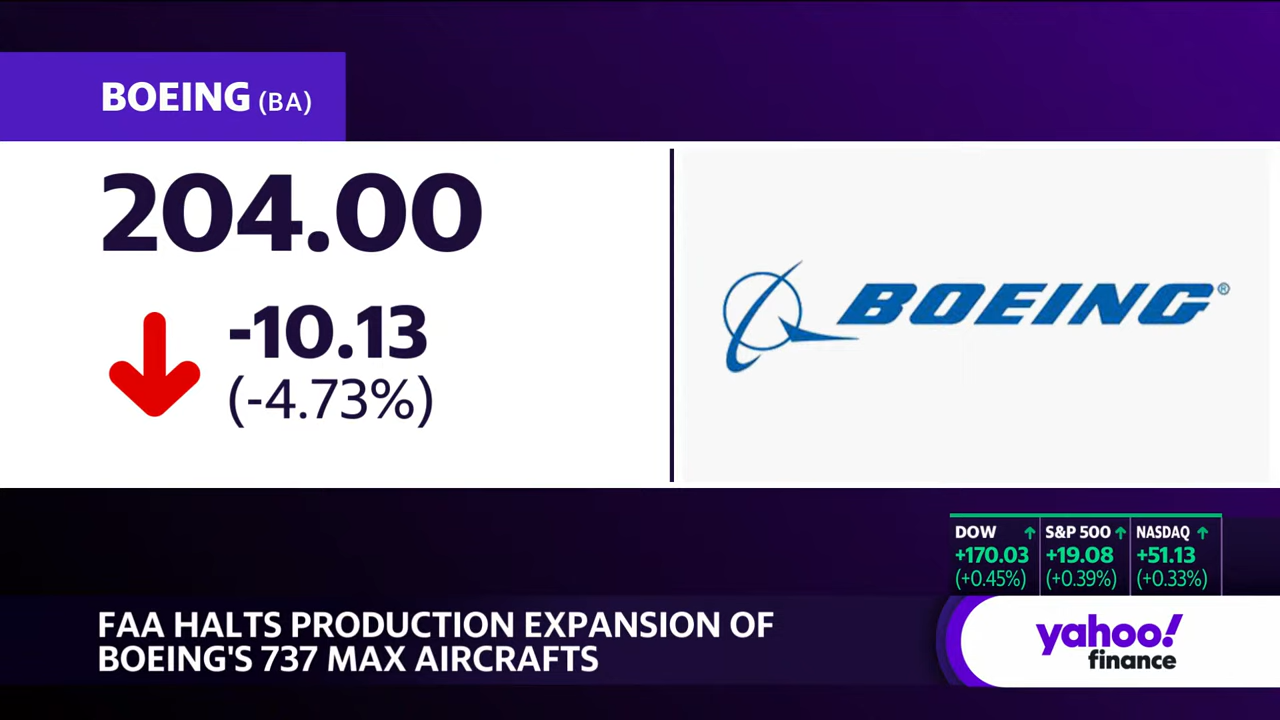 BOEING (BA)
204.00
-10.13
(-4.73%)
BOEING®
DOW S&P 500 NASDAQ
+170.03 +19.08 +51.13
(+0.45%) (+0.39%) (+0.33%)
FAA HALTS PRODUCTION EXPANSION OF
BOEING'S 737 MAX AIRCRAFTS
yahoo!
finance